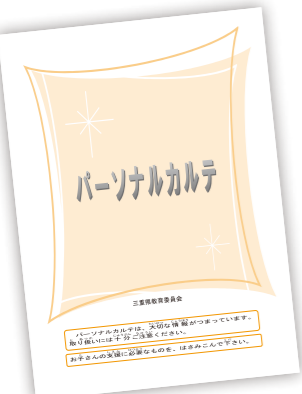 パーソナルカルテ
三重県教育委員会
パーソナルカルテは、大切な情報がつまっています。
取り扱いには十分ご注意ください。
お子さんの支援に必要なものを、はさみこんで下さい。